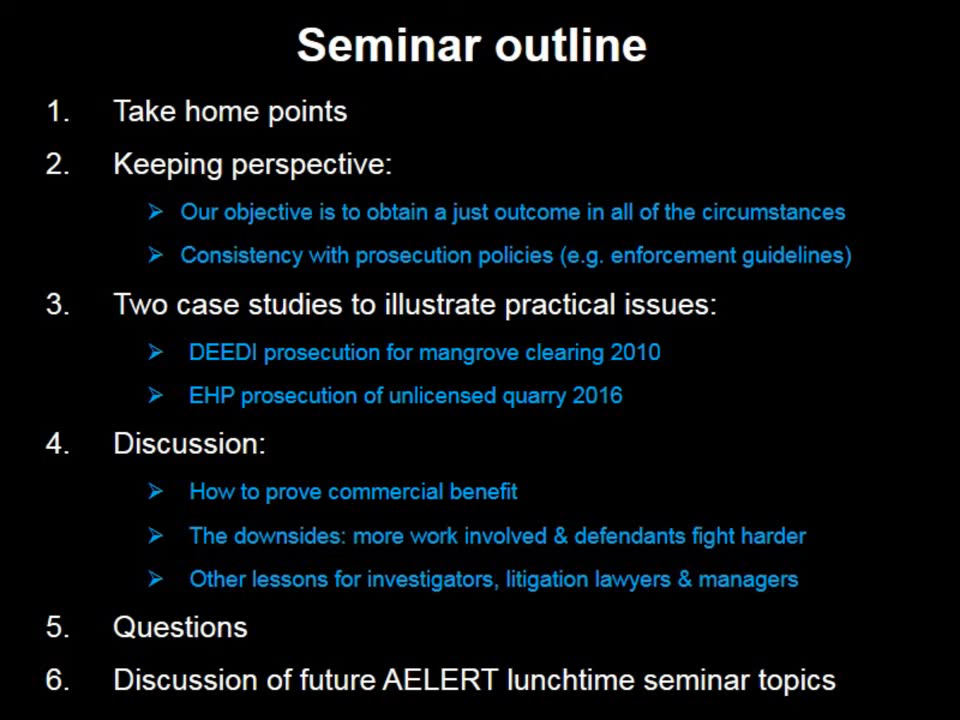 Seminar outline
1. Take home points
2. Keeping perspective:
➢ Our objective is to obtain a just outcome in all of the circumstances
➢ Consistency with prosecution policies (e.g. enforcement guidelines)
3. Two case studies to illustrate practical issues:
➢ DEEDI prosecution for mangrove clearing 2010
➢ EHP prosecution of unlicensed quarry 2016
4. Discussion:
➢ How to prove commercial benefit
➢ The downsides: more work involved & defendants fight harder
➢ Other lessons for investigators, litigation lawyers & managers
5. Questions
6. Discussion of future AELERT lunchtime seminar topics